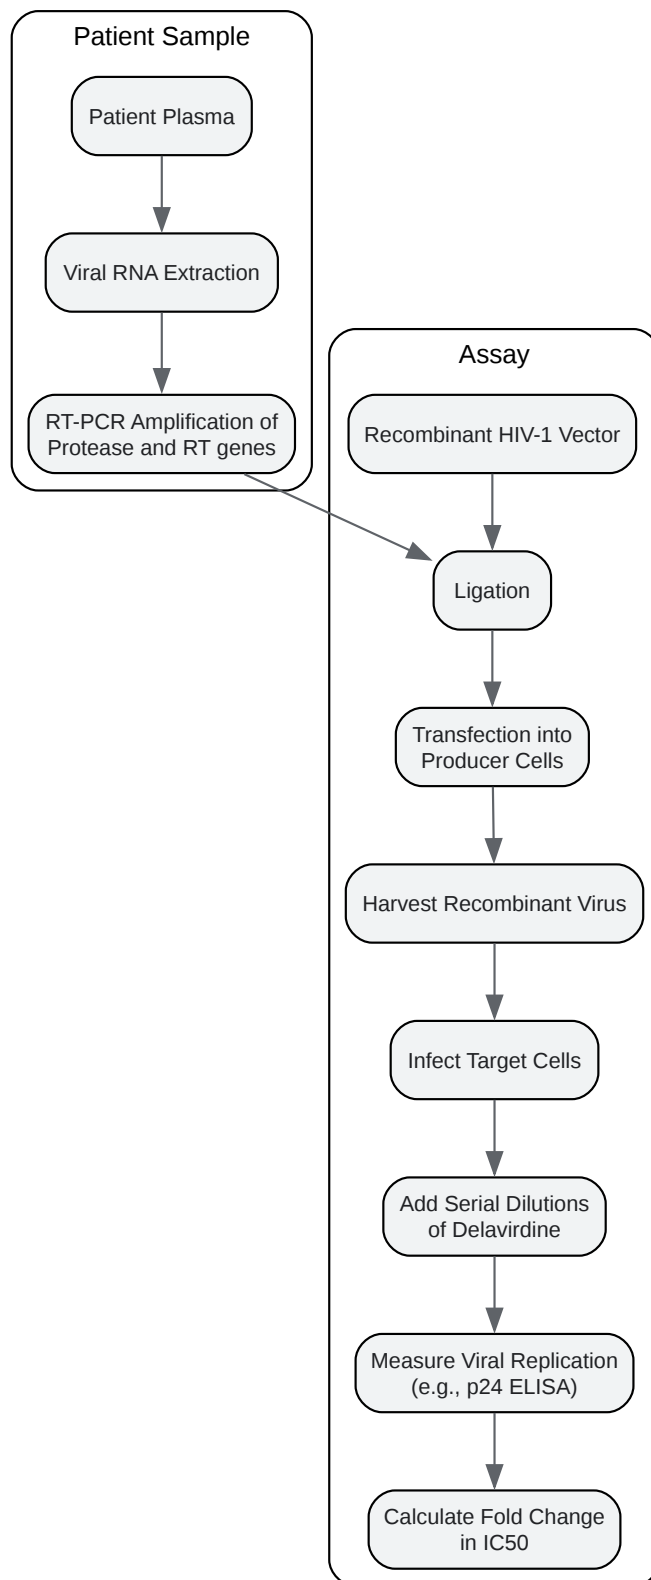 Patient Sample
Patient Plasma
Viral RNA Extraction
RT-PCR Amplification of
Protease and RT genes
Assay
Recombinant HIV-1 Vector
Ligation
Transfection into
Producer Cells
Harvest Recombinant Virus
Infect Target Cells
Add Serial Dilutions
of Delavirdine
Measure Viral Replication
(e.g., p24 ELISA)
Calculate Fold Change
in IC50